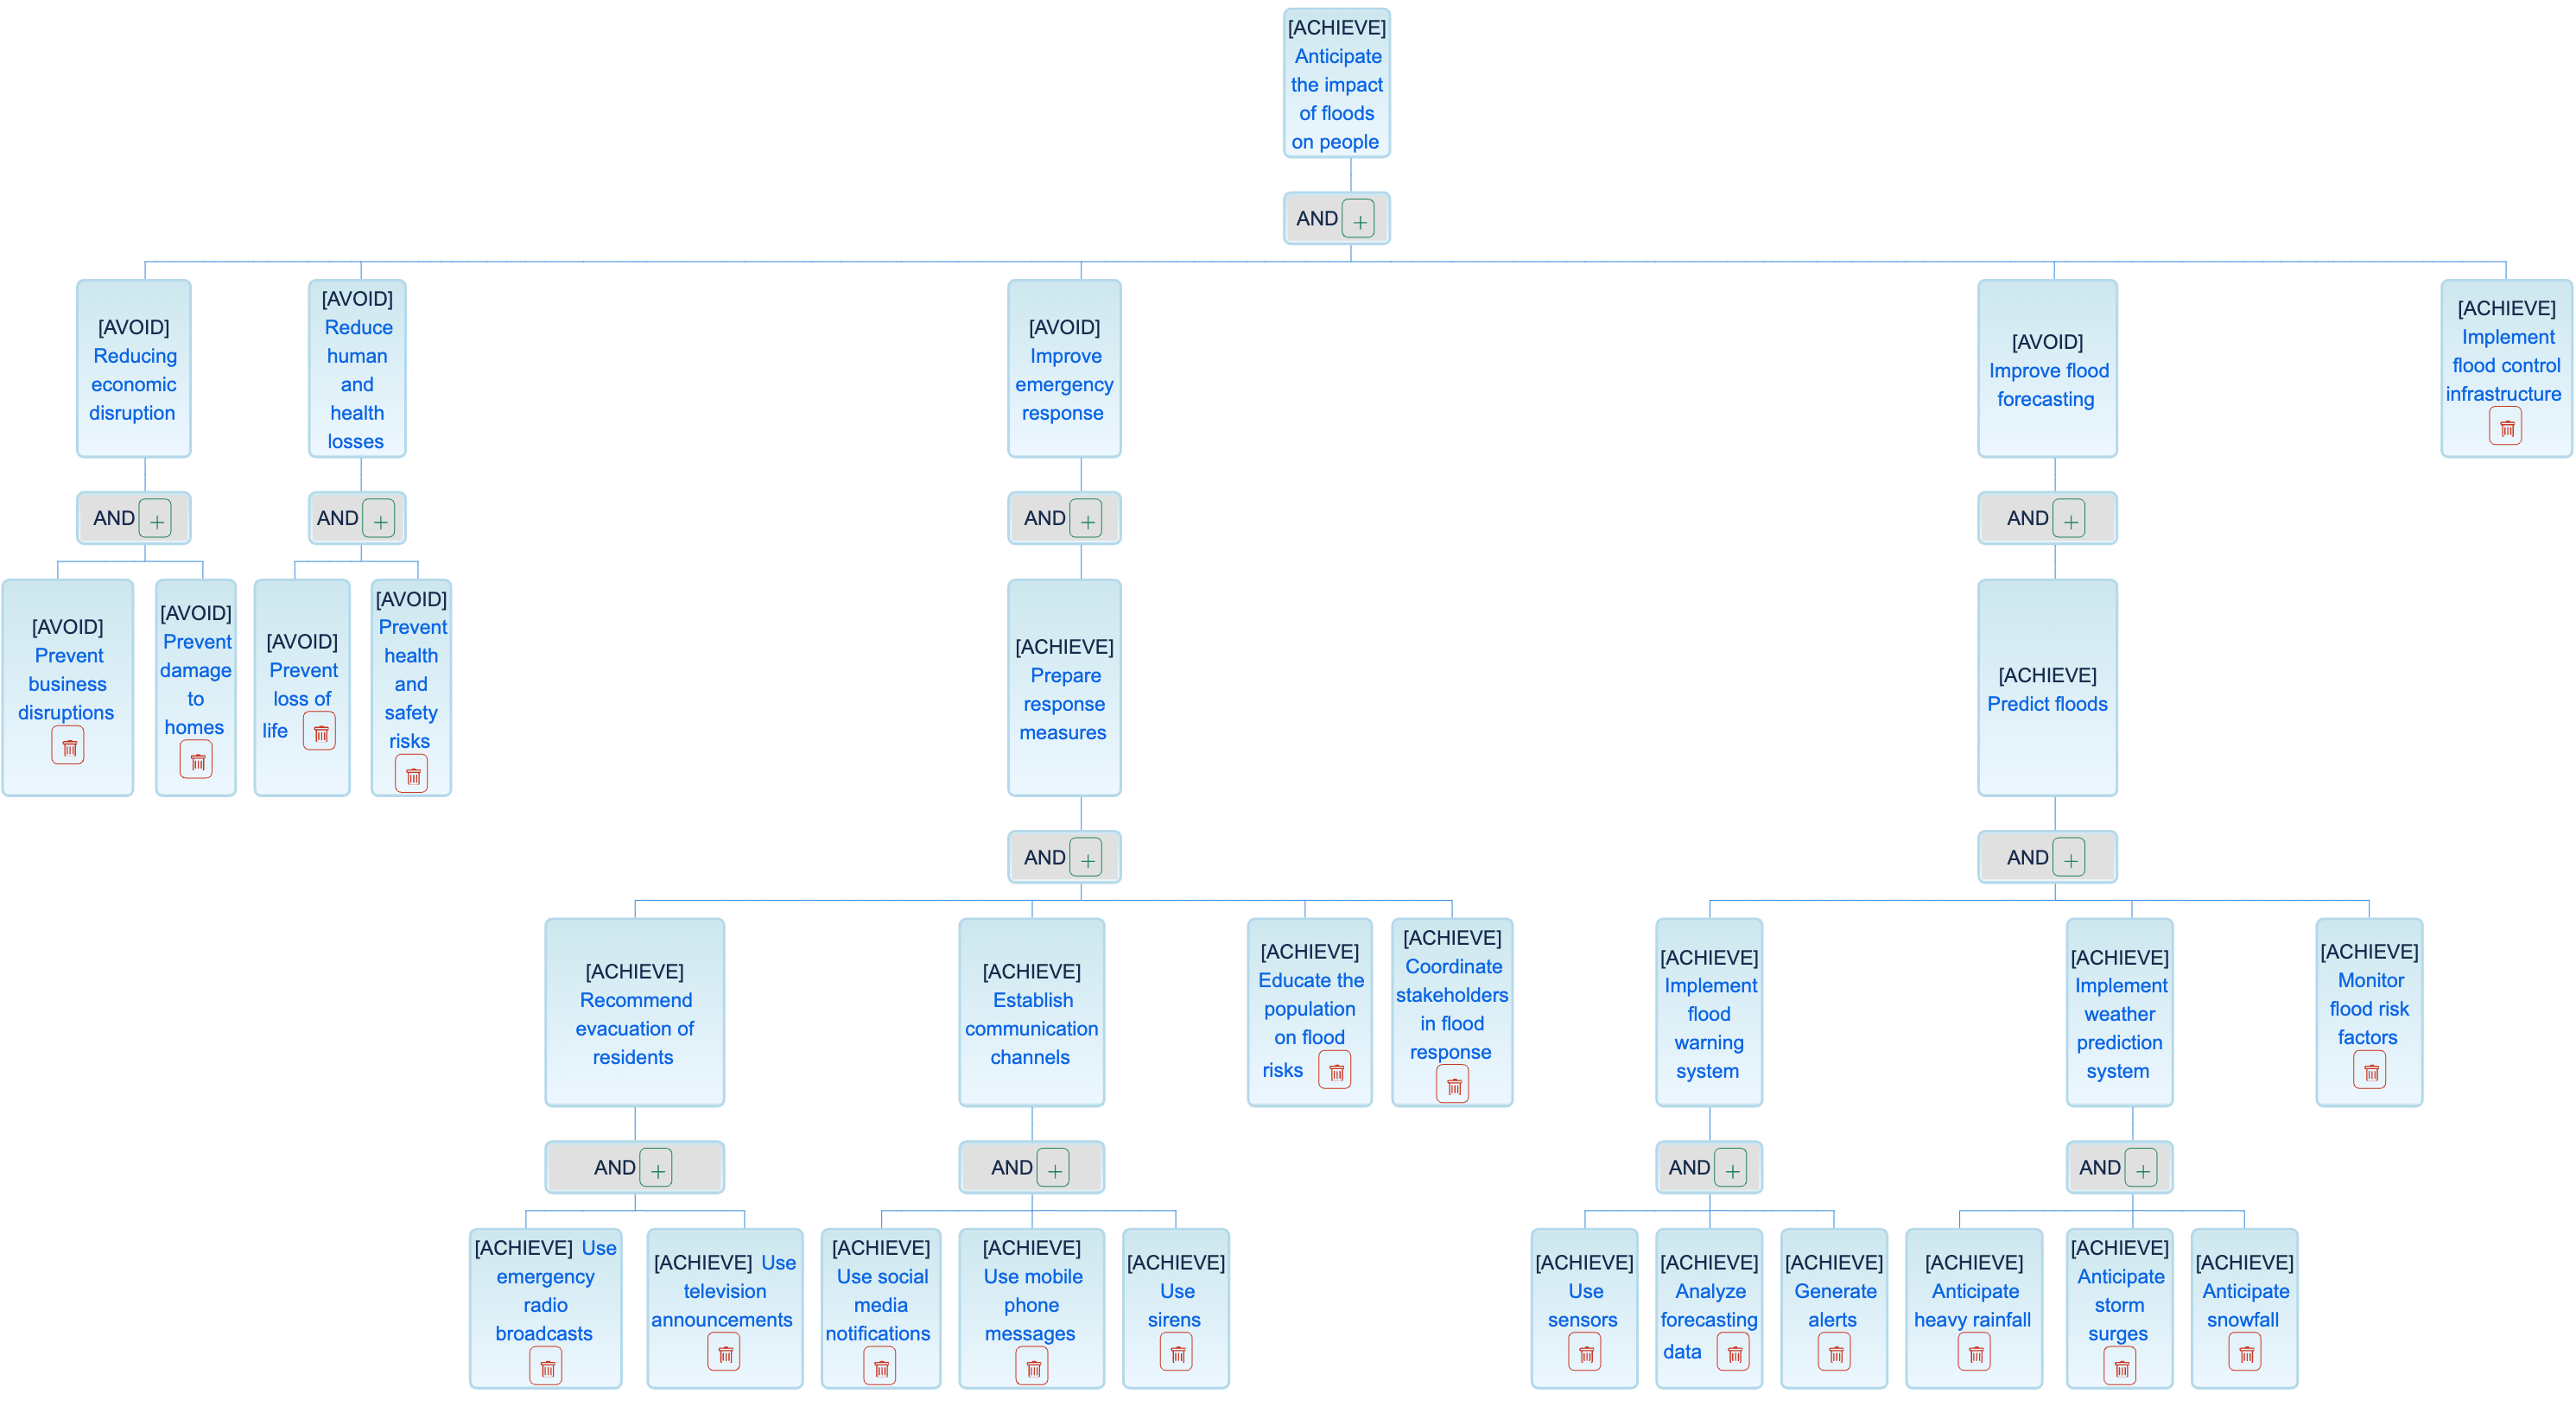 [ACHIEVE]
Anticipate
the impact
of floods
on people
AND +
[AVOID]
Reducing
economic
disruption
[AVOID]
Reduce
human
and
health
losses
[AVOID]
Improve
emergency
response
[AVOID]
Improve flood
forecasting
[ACHIEVE]
Implement
flood control
infrastructure
AND +
AND +
AND +
AND +
[AVOID]
Prevent
business
disruptions
[AVOID]
Prevent
damage
to
homes
[AVOID]
Prevent
loss of
life
[AVOID]
Prevent
health
and
safety
risks
[ACHIEVE]
Prepare
response
measures
[ACHIEVE]
Predict floods
AND +
AND +
[ACHIEVE]
Recommend
evacuation of
residents
[ACHIEVE]
Establish
communication
channels
[ACHIEVE]
Educate the
population
on flood
risks
[ACHIEVE]
Coordinate
stakeholders
in flood
response
[ACHIEVE]
Implement
flood
warning
system
[ACHIEVE]
Implement
weather
prediction
system
[ACHIEVE]
Monitor
flood risk
factors
AND +
AND +
AND +
AND +
[ACHIEVE] Use
emergency
radio
broadcasts
[ACHIEVE] Use
television
announcements
[ACHIEVE]
Use social
media
notifications
[ACHIEVE]
Use mobile
phone
messages
[ACHIEVE]
Use
sirens
[ACHIEVE]
Use
sensors
[ACHIEVE]
Analyze
forecasting
data
[ACHIEVE]
Generate
alerts
[ACHIEVE]
Anticipate
heavy rainfall
[ACHIEVE]
Anticipate
storm
surges
[ACHIEVE]
Anticipate
snowfall